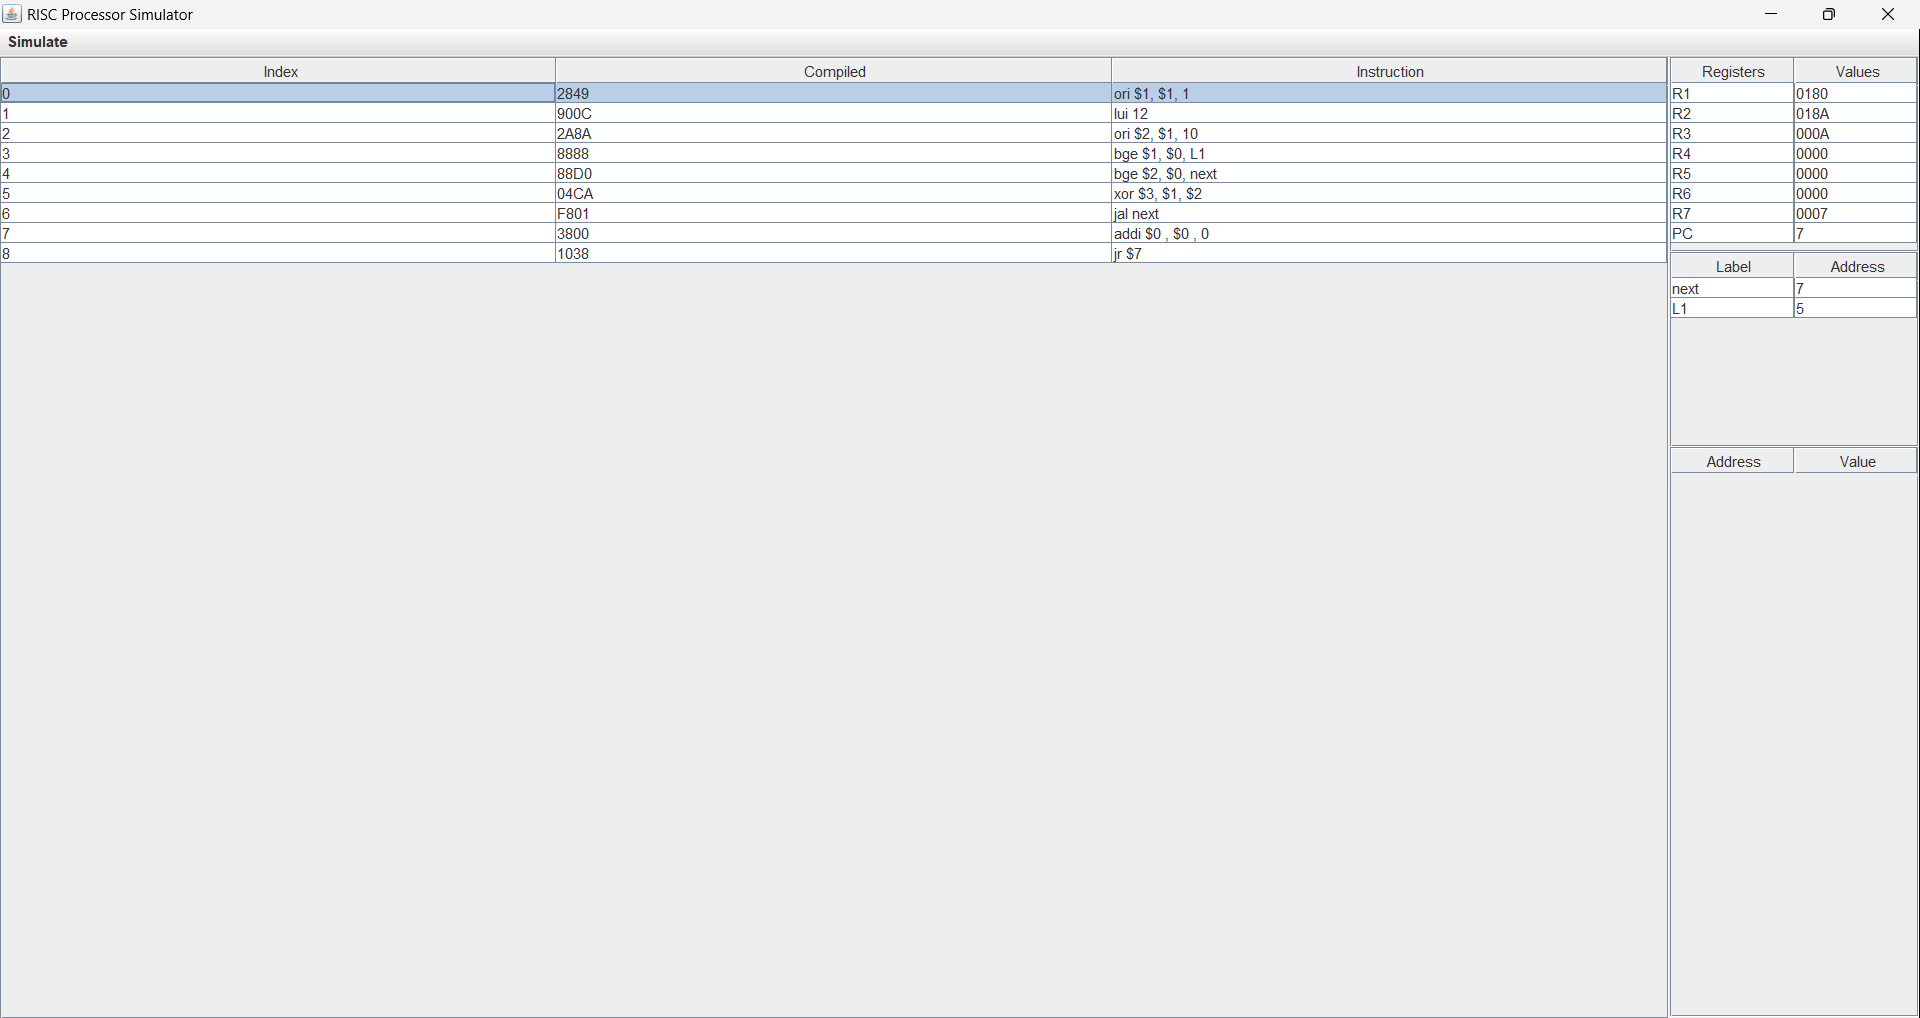 RISC Processor Simulator
Simulate
Index Compiled Instruction
0 2849 ori $1, $1, 1
1 900C lui 12
2 2A8A ori $2, $1, 10
3 8888 bge $1, $0, L1
4 88D0 bge $2, $0, next
5 04CA xor $3, $1, $2
6 F801 jal next
7 3800 addi $0 , $0 , 0
8 1038 jr $7
Registers Values
R1 0180
R2 018A
R3 000A
R4 0000
R5 0000
R6 0000
R7 0007
PC 7
Label Address
next 7
L1 5
Address Value